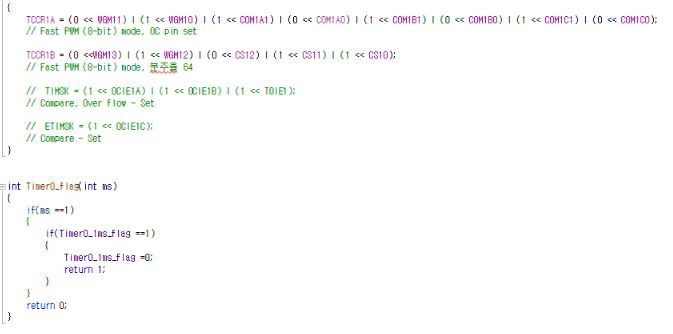 {
TCCR1A = (0 << WGM11) | (1 << WGM10) | (1 << COM1A1) | (0 << COM1A0) | (1 << COM1B1) | (0 << COM1B0) | (1 << COM1C1) | (0 << COM1C0);
// Fast PWM (8-bit) mode, OC pin set
TCCR1B = (0 <<WGM13) | (1 << WGM12) | (0 << CS12) | (1 << CS11) | (1 << CS10);
// Fast PWM (8-bit) mode, 분주율 64
// TIMSK = (1 << OCIE1A) | (1 << OCIE1B) | (1 << TOIE1);
// Compare, Over flow - Set
// ETIMSK = (1 << OCIE1C);
// Compare - Set
}
int Timer0_flag(int ms)
{
if(ms ==1)
{
if(Timer0_1ms_flag ==1)
{
Timer0_1ms_flag =0;
return 1;
}
}
return 0;
}